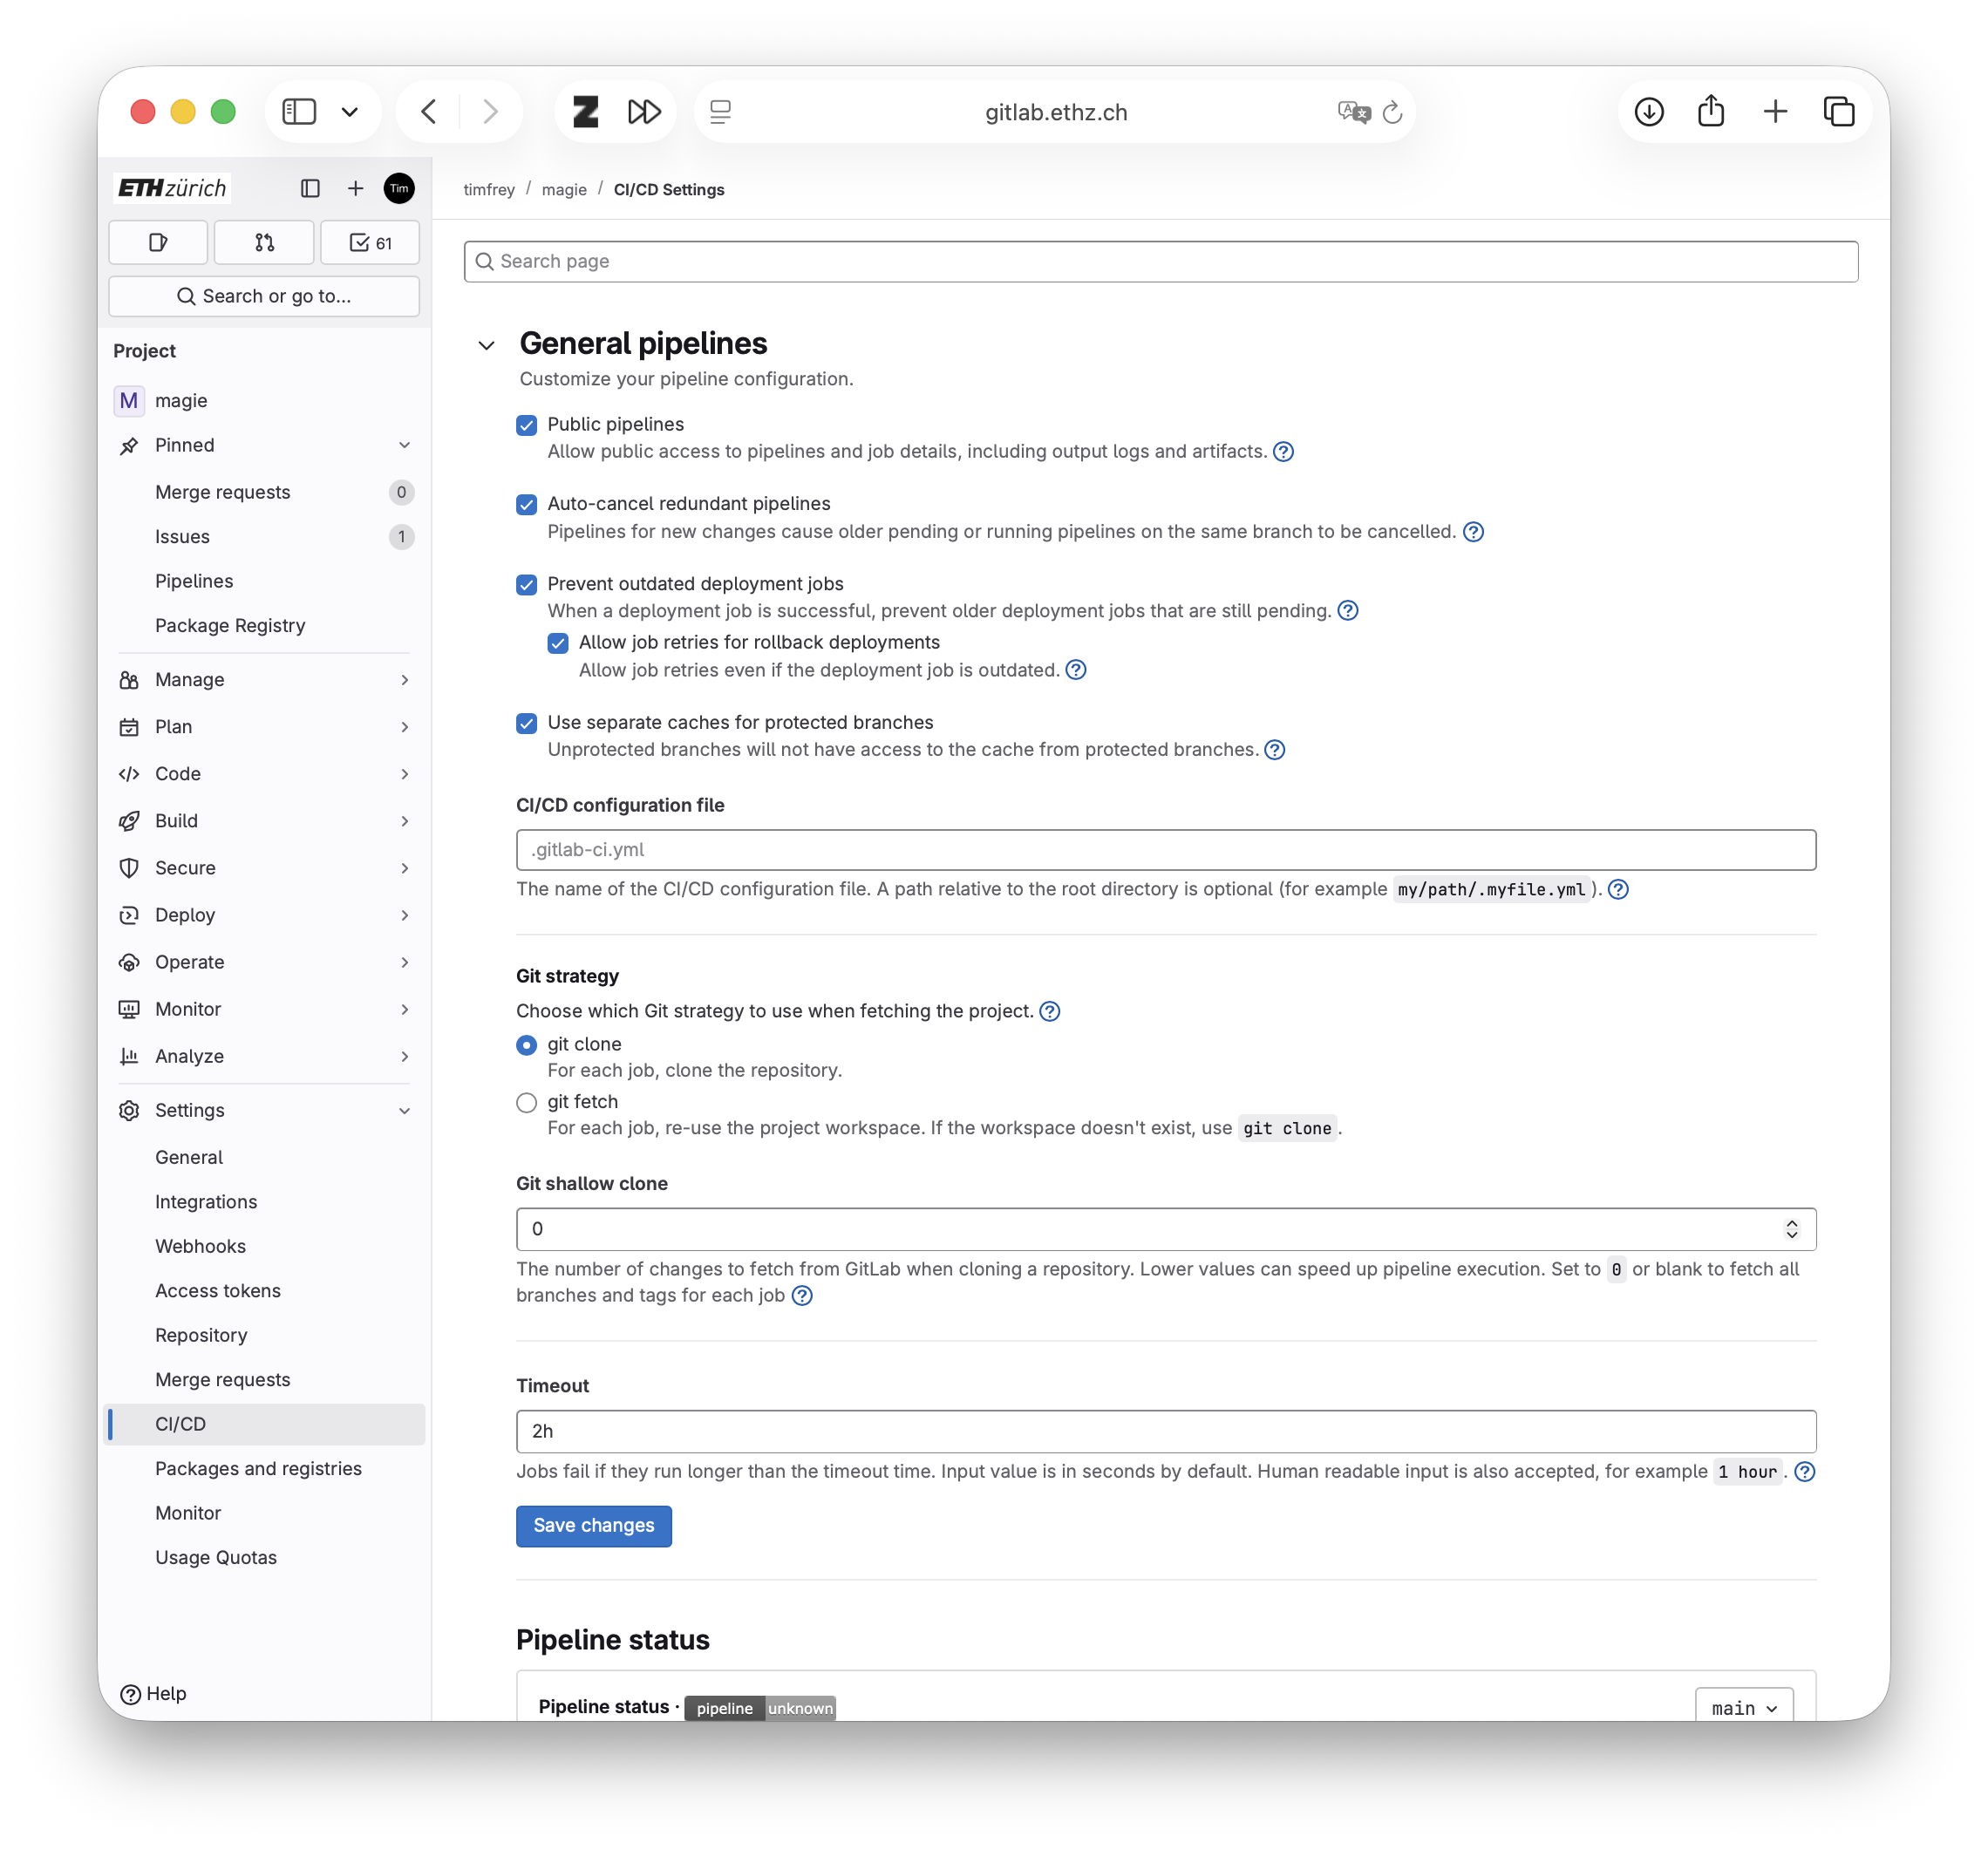 gitlab.ethz.ch
ETH zürich
Tim
61
Search or go to...
Project
M magie
Pinned
Merge requests 0
Issues 1
Pipelines
Package Registry
Manage
Plan
Code
Build
Secure
Deploy
Operate
Monitor
Analyze
Settings
General
Integrations
Webhooks
Access tokens
Repository
Merge requests
CI/CD
Packages and registries
Monitor
Usage Quotas
Help
timfrey / magie / CI/CD Settings
Search page
General pipelines
Customize your pipeline configuration.
Public pipelines
Allow public access to pipelines and job details, including output logs and artifacts.
Auto-cancel redundant pipelines
Pipelines for new changes cause older pending or running pipelines on the same branch to be cancelled.
Prevent outdated deployment jobs
When a deployment job is successful, prevent older deployment jobs that are still pending.
Allow job retries for rollback deployments
Allow job retries even if the deployment job is outdated.
Use separate caches for protected branches
Unprotected branches will not have access to the cache from protected branches.
CI/CD configuration file
.gitlab-ci.yml
The name of the CI/CD configuration file. A path relative to the root directory is optional (for example my/path/.myfile.yml).
Git strategy
Choose which Git strategy to use when fetching the project.
git clone
For each job, clone the repository.
git fetch
For each job, re-use the project workspace. If the workspace doesn't exist, use git clone.
Git shallow clone
0
The number of changes to fetch from GitLab when cloning a repository. Lower values can speed up pipeline execution. Set to 0 or blank to fetch all
branches and tags for each job
Timeout
2h
Jobs fail if they run longer than the timeout time. Input value is in seconds by default. Human readable input is also accepted, for example 1 hour.
Save changes
Pipeline status
Pipeline status · pipeline unknown
main